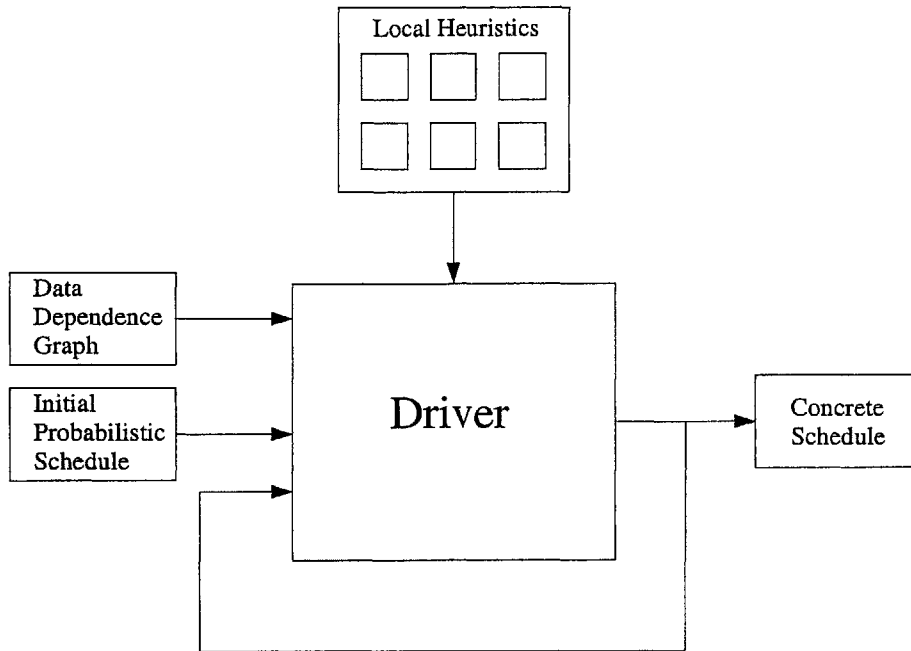 Local Heuristics
Data
Dependence
Graph
Initial
Probabilistic
Schedule
Driver
Concrete
Schedule